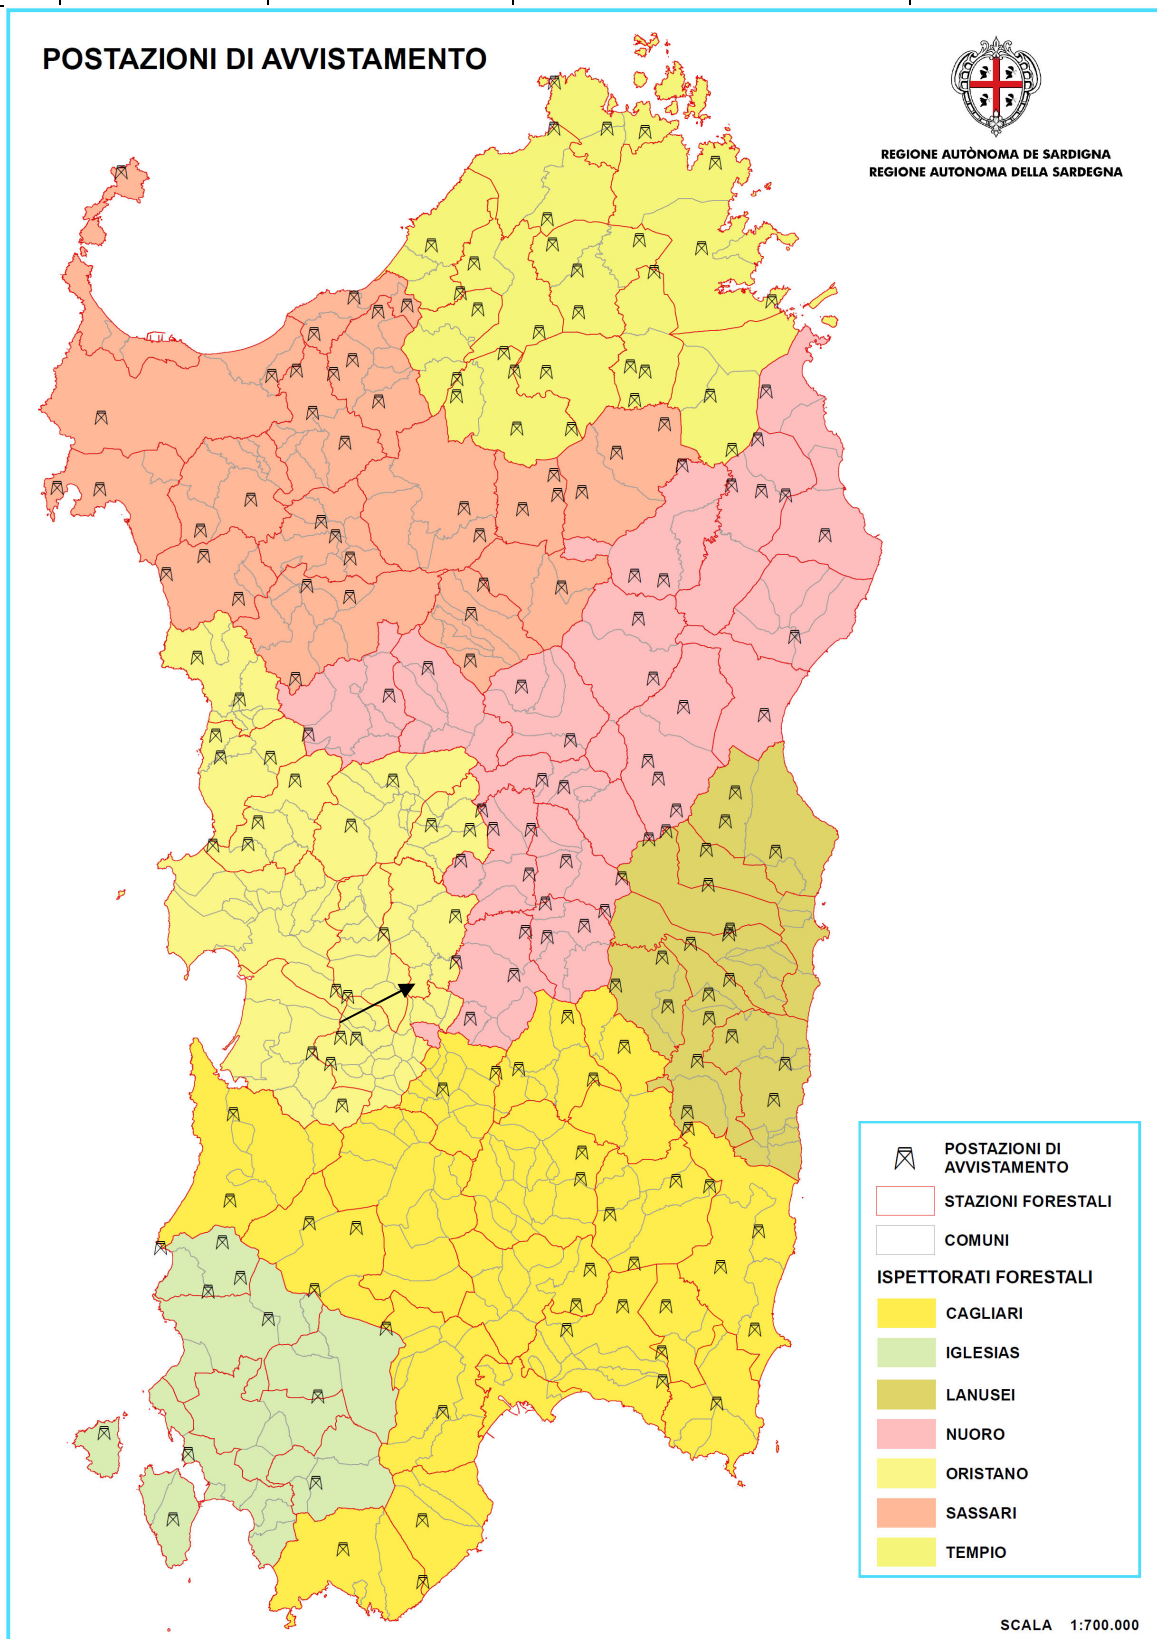 POSTAZIONI DI AVVISTAMENTO
REGIONE AUTÒNOMA DE SARDIGNA
REGIONE AUTONOMA DELLA SARDEGNA
POSTAZIONI DI
AVVISTAMENTO
STAZIONI FORESTALI
COMUNI
ISPETTORATI FORESTALI
CAGLIARI
IGLESIAS
LANUSEI
NUORO
ORISTANO
SASSARI
TEMPIO
SCALA 1:700.000